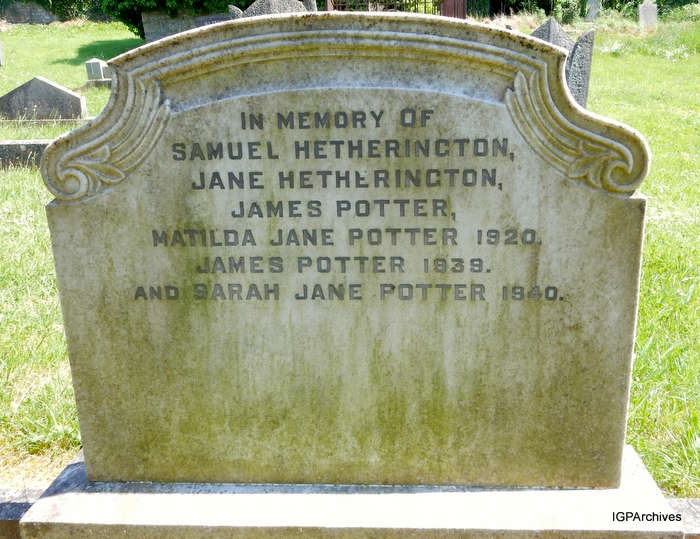 IN MEMORY OF
SAMUEL HETHERINGTON,
JANE HETHERINGTON,
JAMES POTTER,
MATILDA JANE POTTER 1920.
JAMES POTTER 1939.
AND SARAH JANE POTTER 1940.
IGPArchives